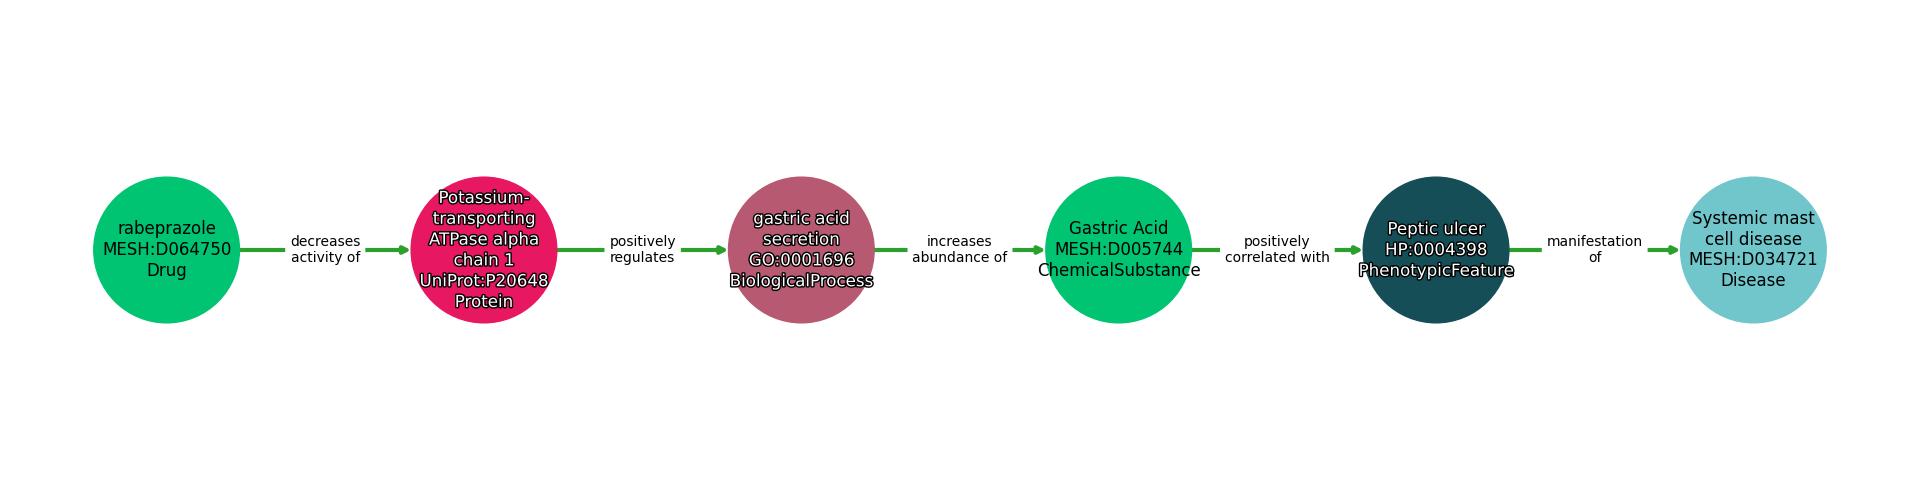 rabeprazole
MESH:D064750
Drug
decreases
activity of
Potassium-
transporting
ATPase alpha
chain 1
UniProt:P20648
Protein
positively
regulates
gastric acid
secretion
GO:0001696
BiologicalProcess
increases
abundance of
Gastric Acid
MESH:D005744
ChemicalSubstance
positively
correlated with
Peptic ulcer
HP:0004398
PhenotypicFeature
manifestation
of
Systemic mast
cell disease
MESH:D034721
Disease